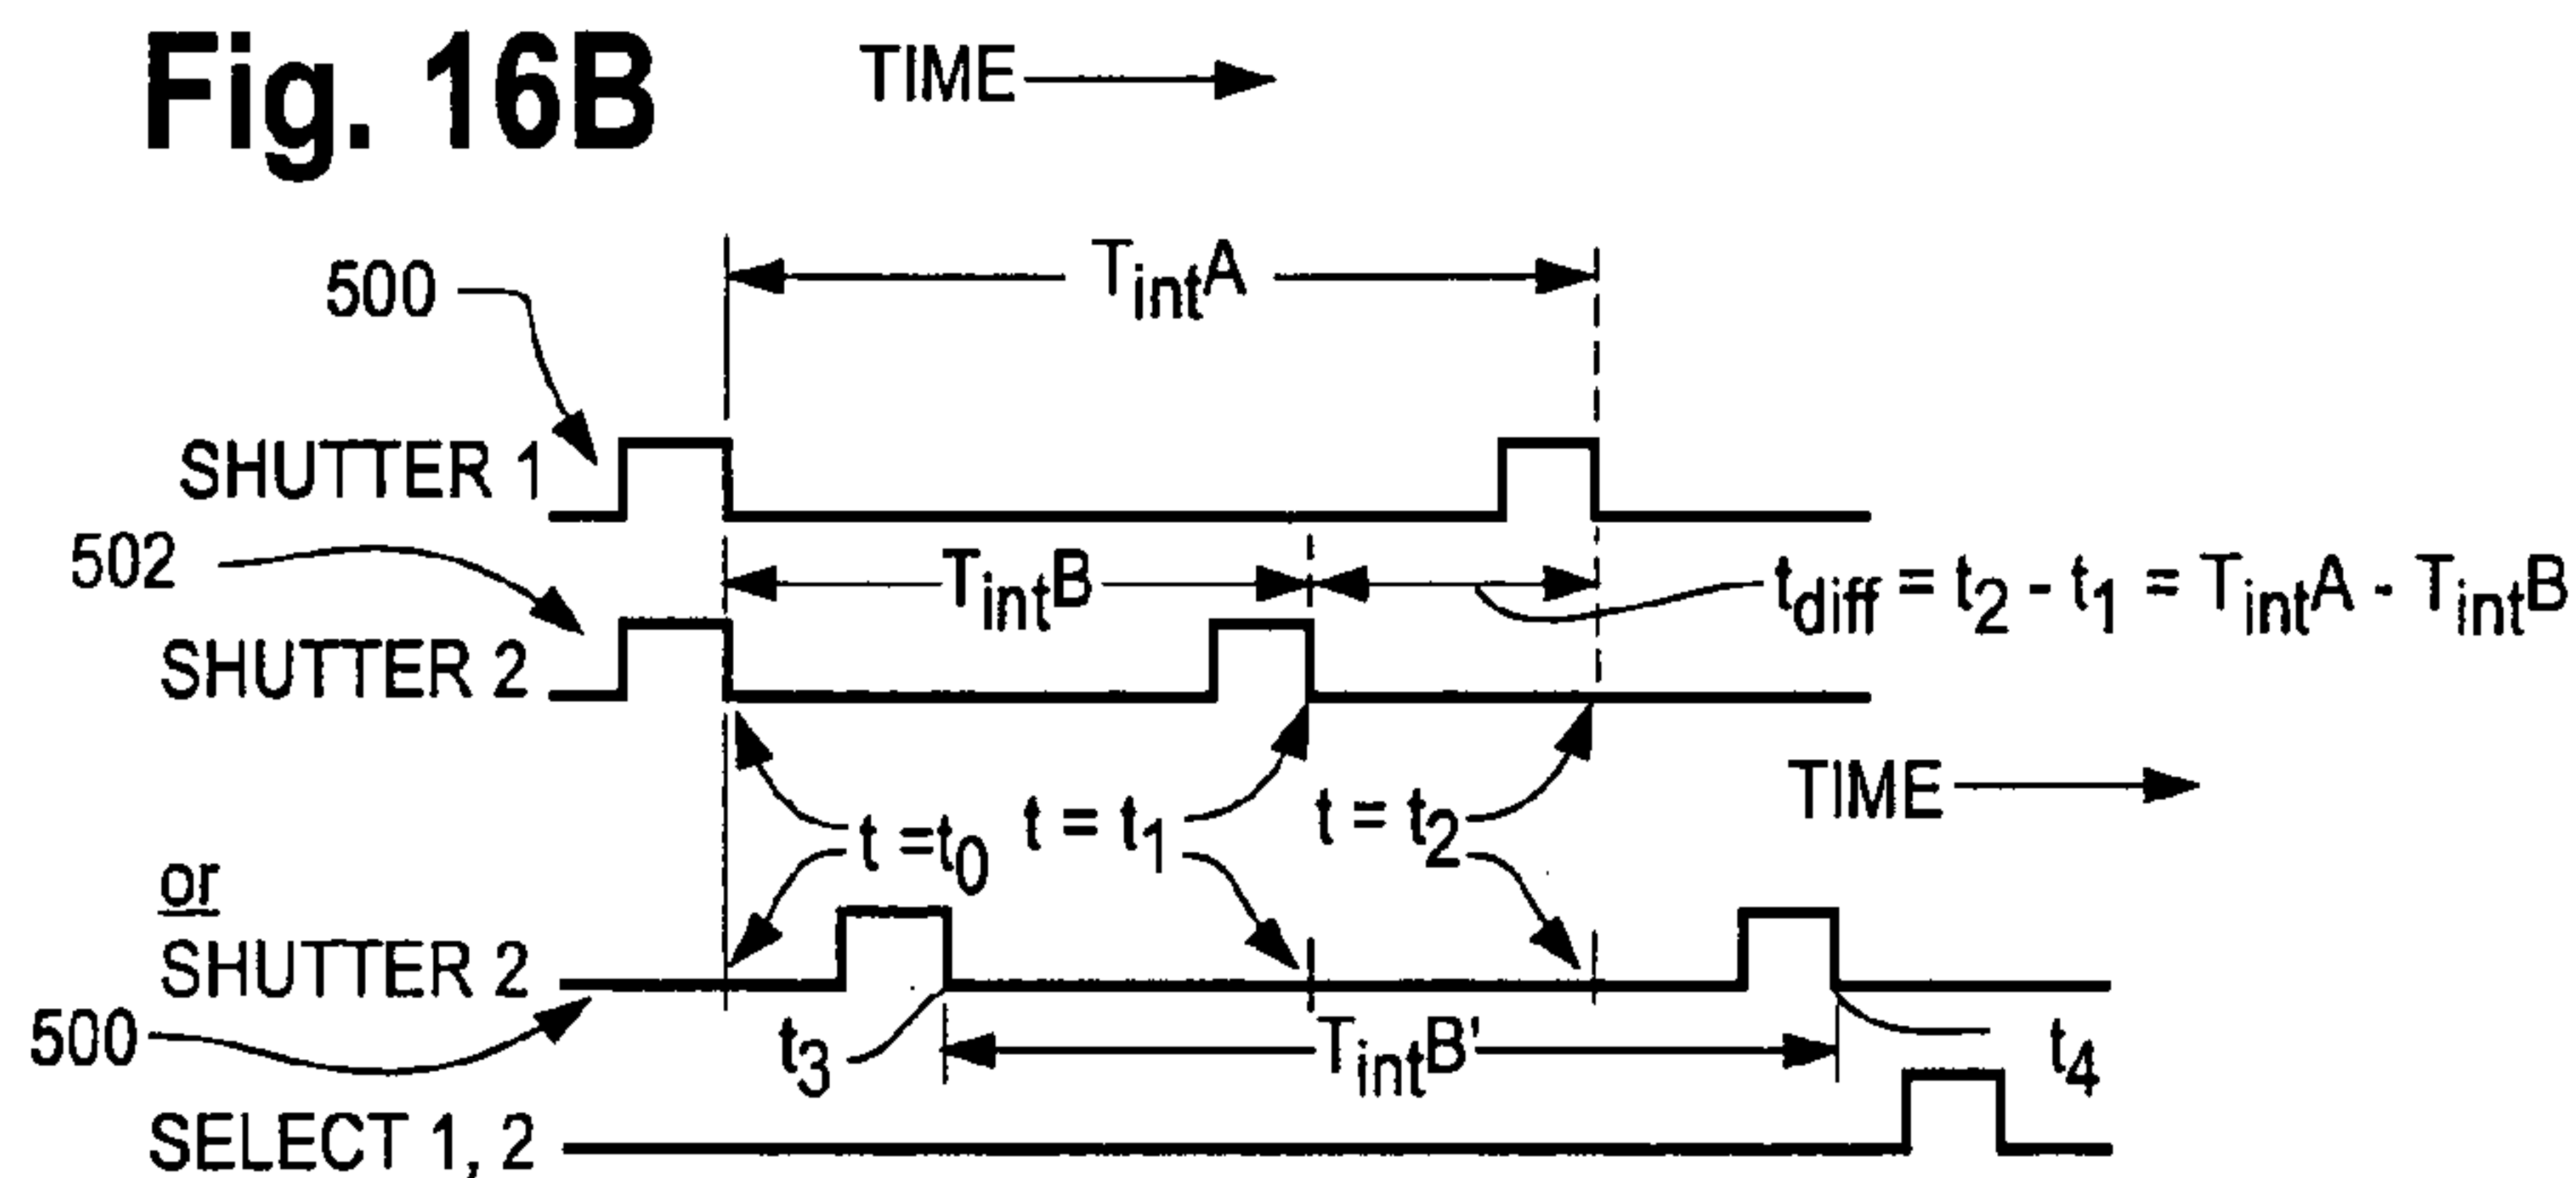 Fig. 16B
TIME
TintA
500
SHUTTER 1
502
TintB
tdiff = t2 - t1 = TintA - TintB
SHUTTER 2
TIME
t =t0
t = t1
t = t2
or
SHUTTER 2
500
t3
TintB'
t4
SELECT 1, 2